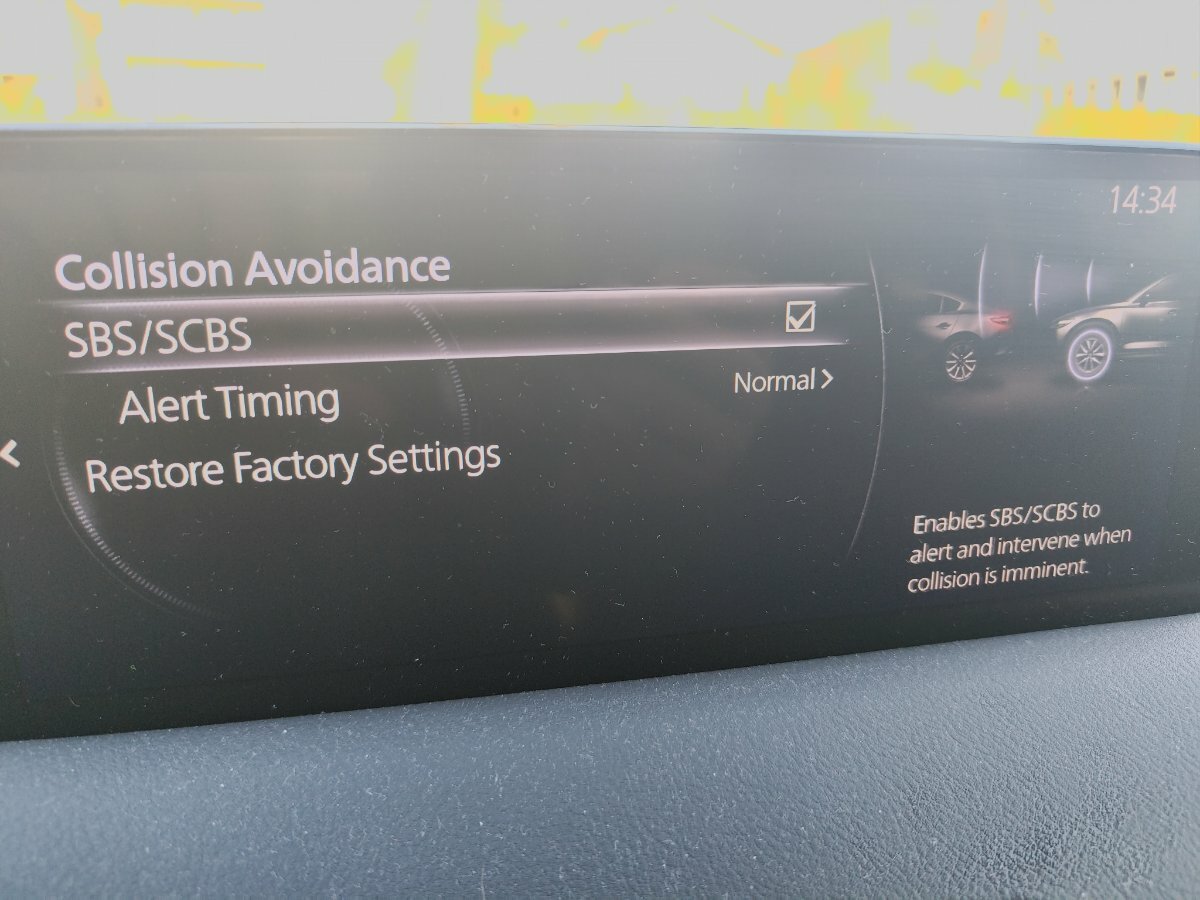 14:34
Collision Avoidance
SBS/SCBS
Alert Timing Normal
Restore Factory Settings
Enables SBS/SCBS to
alert and intervene when
collision is imminent.